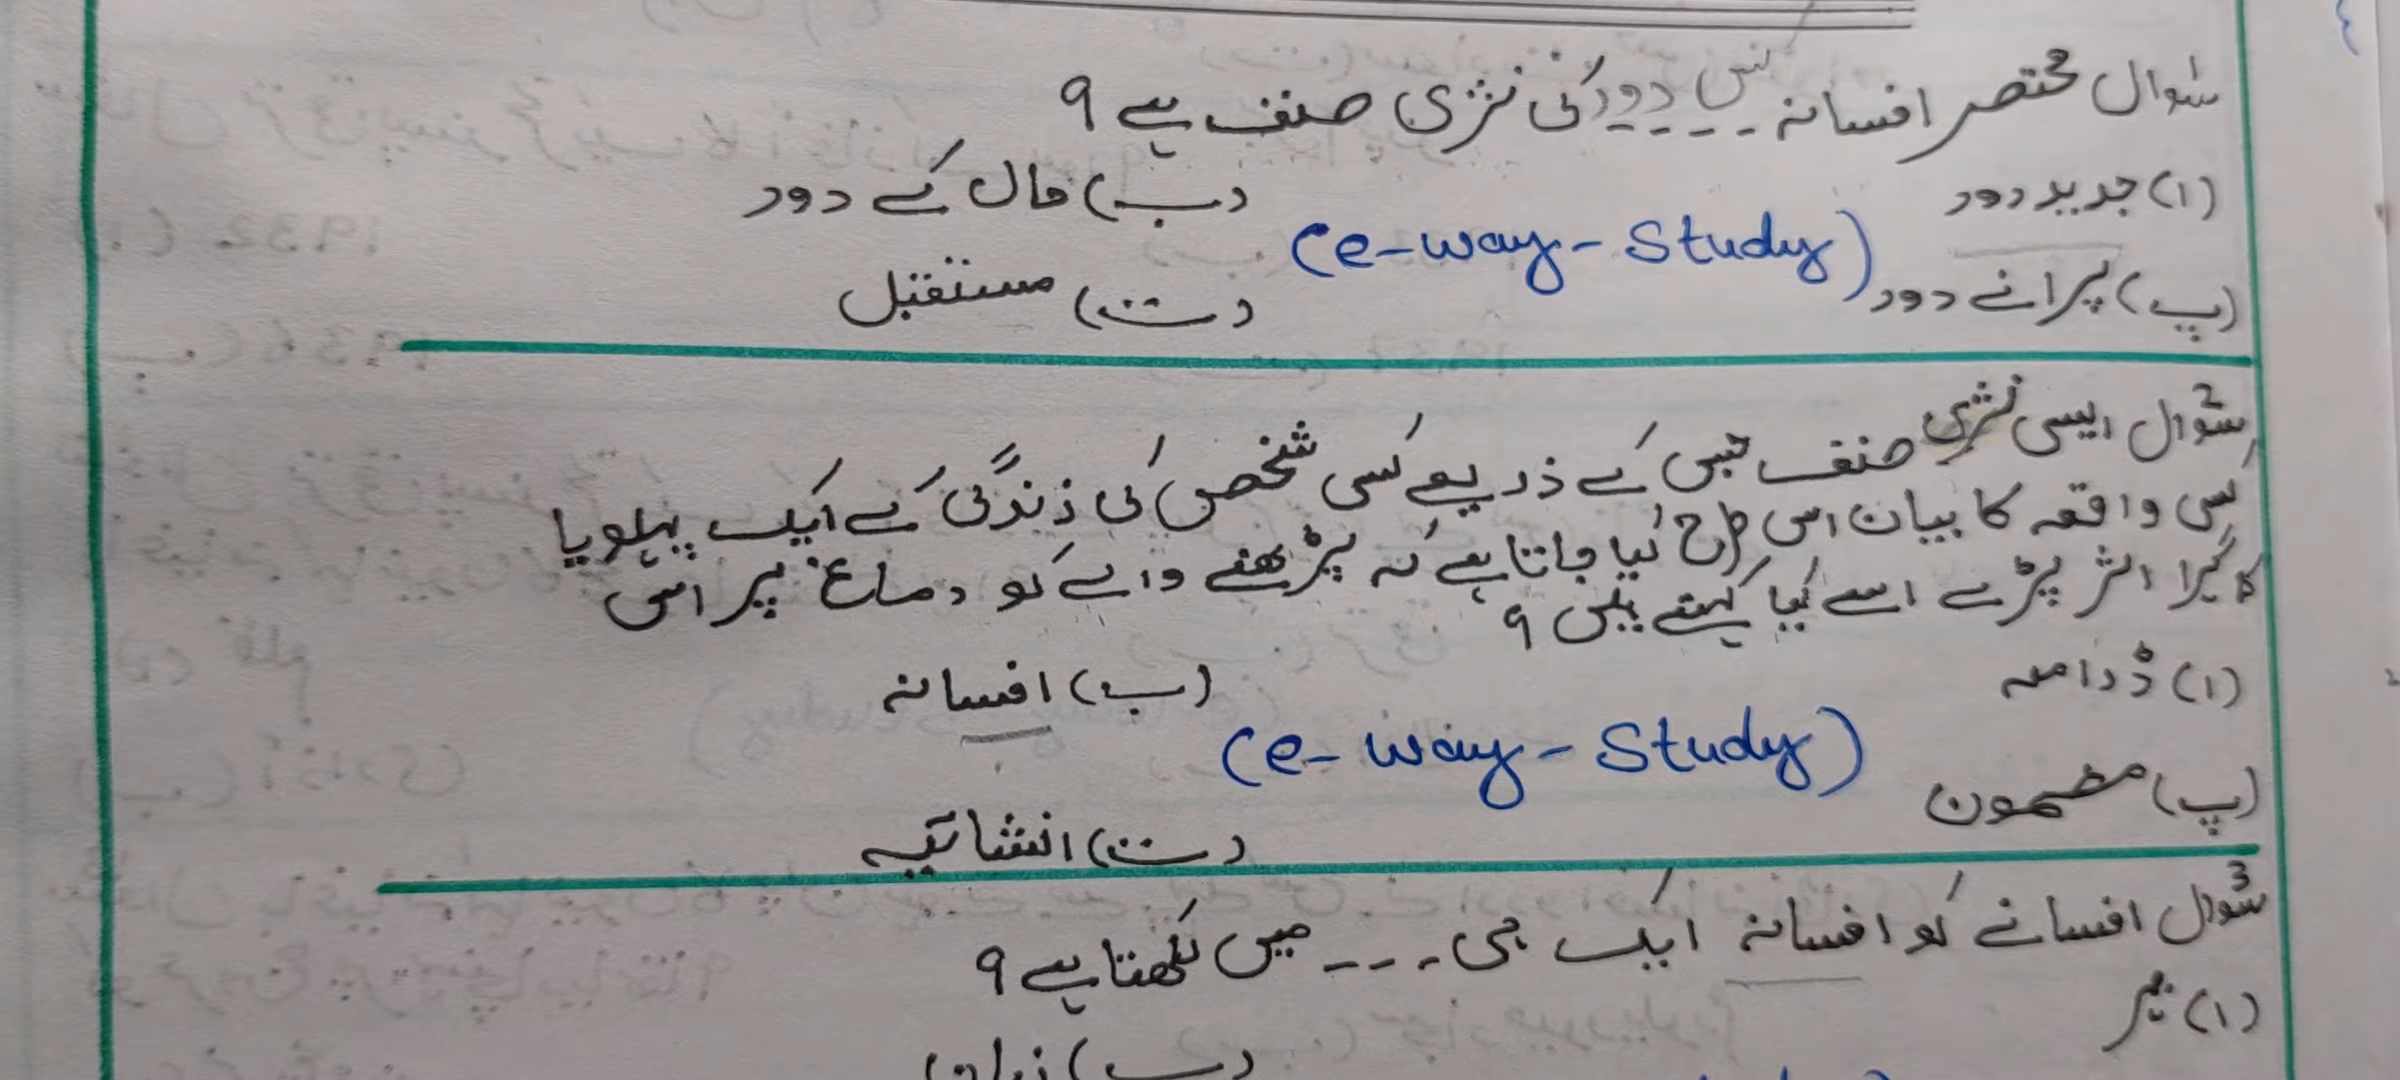 سوال مختصر افسانہ کس دور ---- کی نثری صنف ہے ؟
(ا) جدید دور (ب) حال کے دور
(e-way-Study)
(پ) پرانے دور (ت) مستقبل
سوال 2 ایسی نثری صنف جس کے ذریعے کسی شخص کی زندگی کے ایک پہلو یا
کسی واقعہ کا بیان اس طرح کیا جاتا ہے کہ پڑھنے والے کو دماغ پر اس
کا گہرا اثر پڑے اسے کیا کہتے ہیں ؟
(ا) ڈرامہ (ب) افسانہ
(e-way-Study)
(پ) مضمون (ت) انشائیہ
سوال 3 افسانے کو افسانہ ایک ہی ---- میں لکھتا ہے ؟
(ا)
(ب)